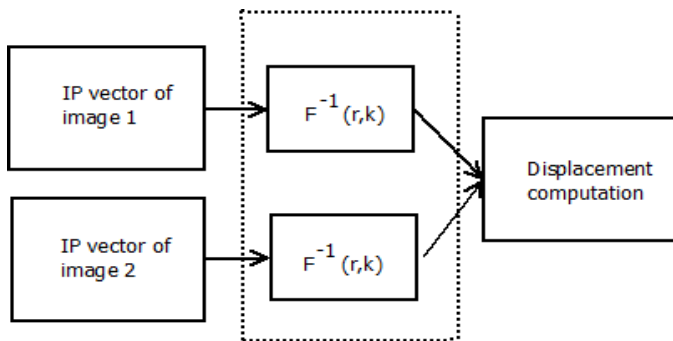 IP vector of
image 1
F^-1 (r,k)
Displacement
computation
IP vector of
image 2
F^-1 (r,k)